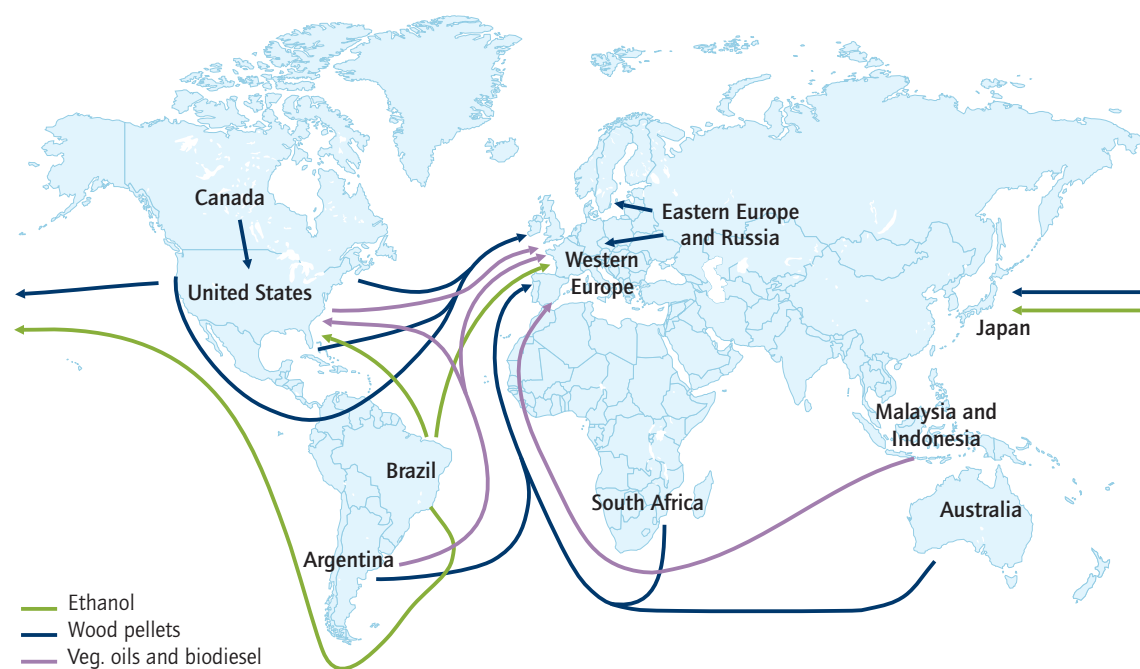 Canada
Eastern Europe
and Russia
Western
Europe
United States
Japan
Malaysia and
Indonesia
Brazil
South Africa
Australia
Argentina
Ethanol
Wood pellets
Veg. oils and biodiesel